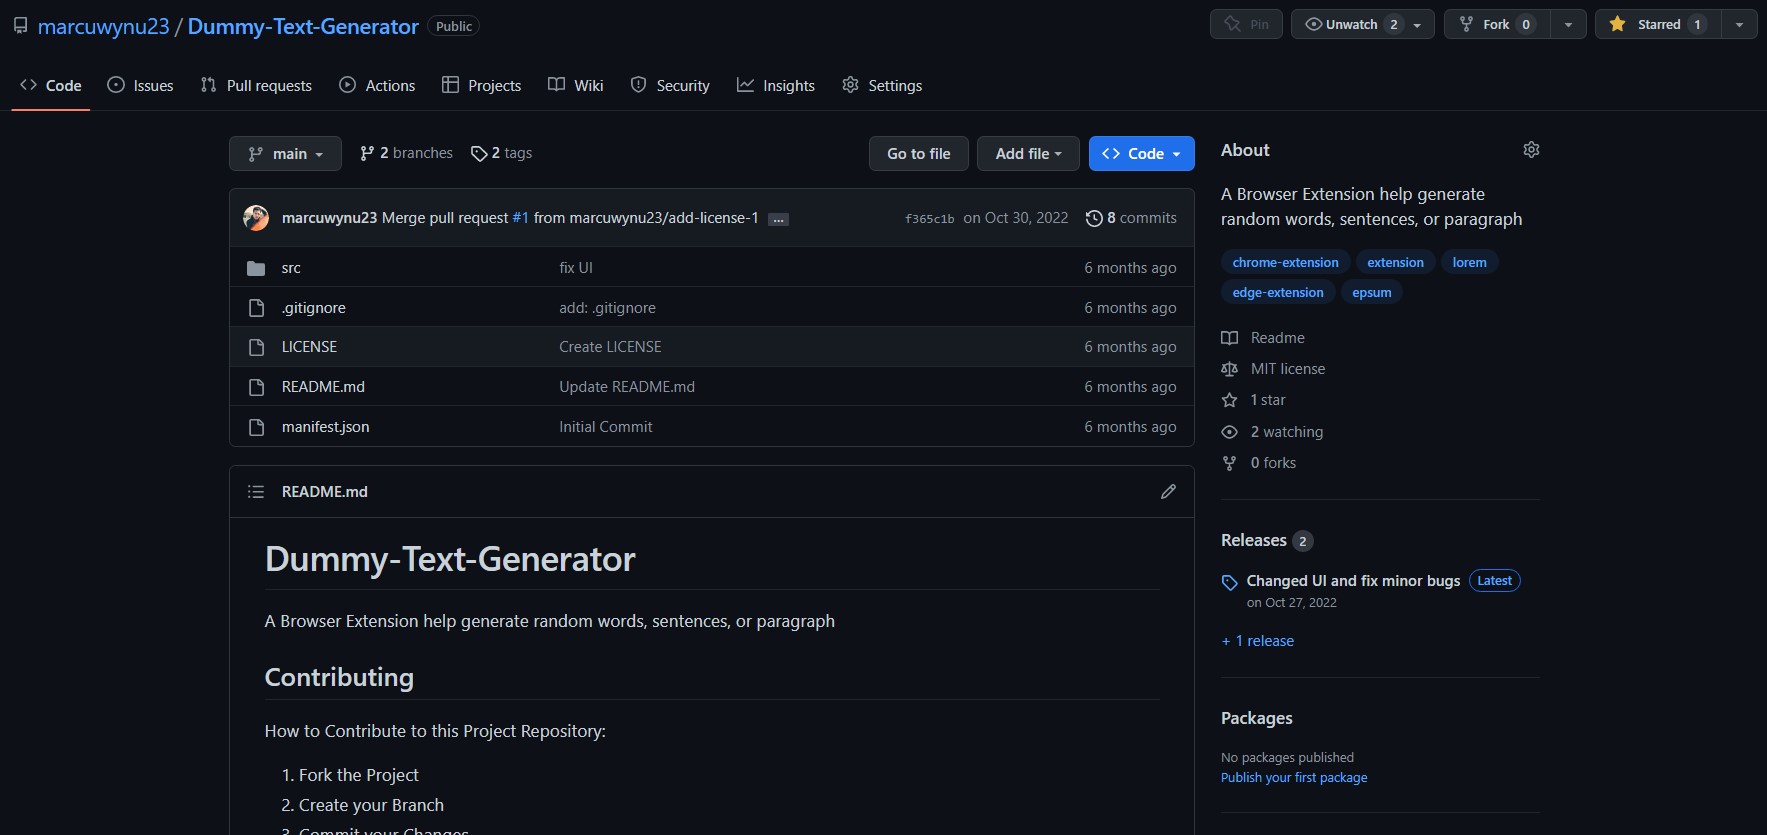 marcuwynu23 / Dummy-Text-Generator Public
Pin Unwatch 2 Fork 0 Starred 1
Code Issues Pull requests Actions Projects Wiki Security Insights Settings
main 2 branches 2 tags Go to file Add file Code
marcuwynu23 Merge pull request #1 from marcuwynu23/add-license-1 ... f365c1b on Oct 30, 2022 8 commits
src fix UI 6 months ago
.gitignore add: .gitignore 6 months ago
LICENSE Create LICENSE 6 months ago
README.md Update README.md 6 months ago
manifest.json Initial Commit 6 months ago
README.md
Dummy-Text-Generator
A Browser Extension help generate random words, sentences, or paragraph
Contributing
How to Contribute to this Project Repository:
1. Fork the Project
2. Create your Branch
3. Commit your Changes
About
A Browser Extension help generate
random words, sentences, or paragraph
chrome-extension extension lorem
edge-extension epsum
Readme
MIT license
1 star
2 watching
0 forks
Releases 2
Changed UI and fix minor bugs Latest
on Oct 27, 2022
+ 1 release
Packages
No packages published
Publish your first package